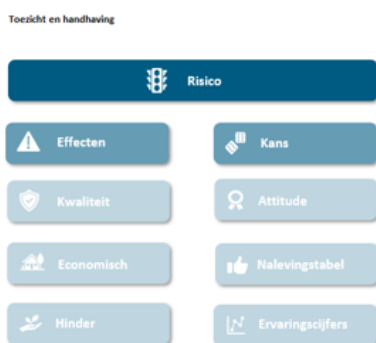 Toezicht en handhaving
Risico
Effecten
Kans
Kwaliteit
Attitude
Economisch
Nalevingstabel
Hinder
Ervaringscijfers